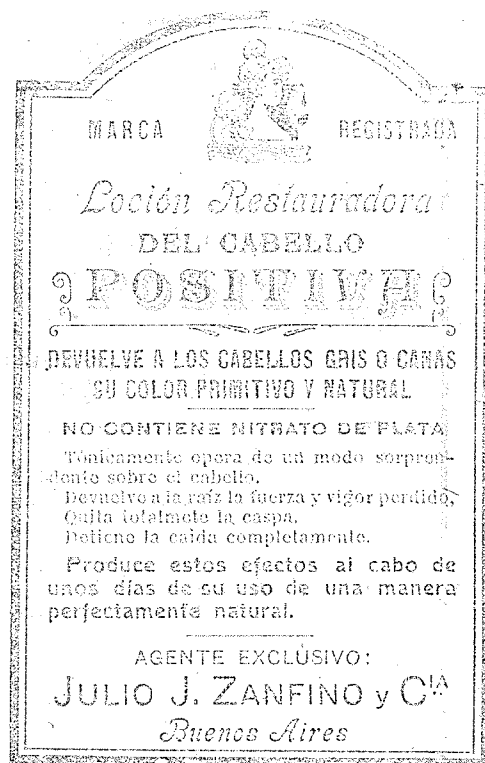 MARCA REGISTRADA
Loción Restauradora
DEL CABELLO
POSITIVA
DEVUELVE A LOS CABELLOS GRIS O CANAS
SU COLOR PRIMITIVO Y NATURAL
NO CONTIENE NITRATO DE PLATA
Tónicamente opera de un modo sorpren-
dente sobre el cabello.
Devuelve a la raíz la fuerza y vigor perdido,
Quita totalmete la caspa.
Detiene la caida completamente.
Produce estos efectos al cabo de
unos días de su uso de una manera
perfectamente natural.
AGENTE EXCLUSIVO:
JULIO J. ZANFINO y CIA
Buenos Aires